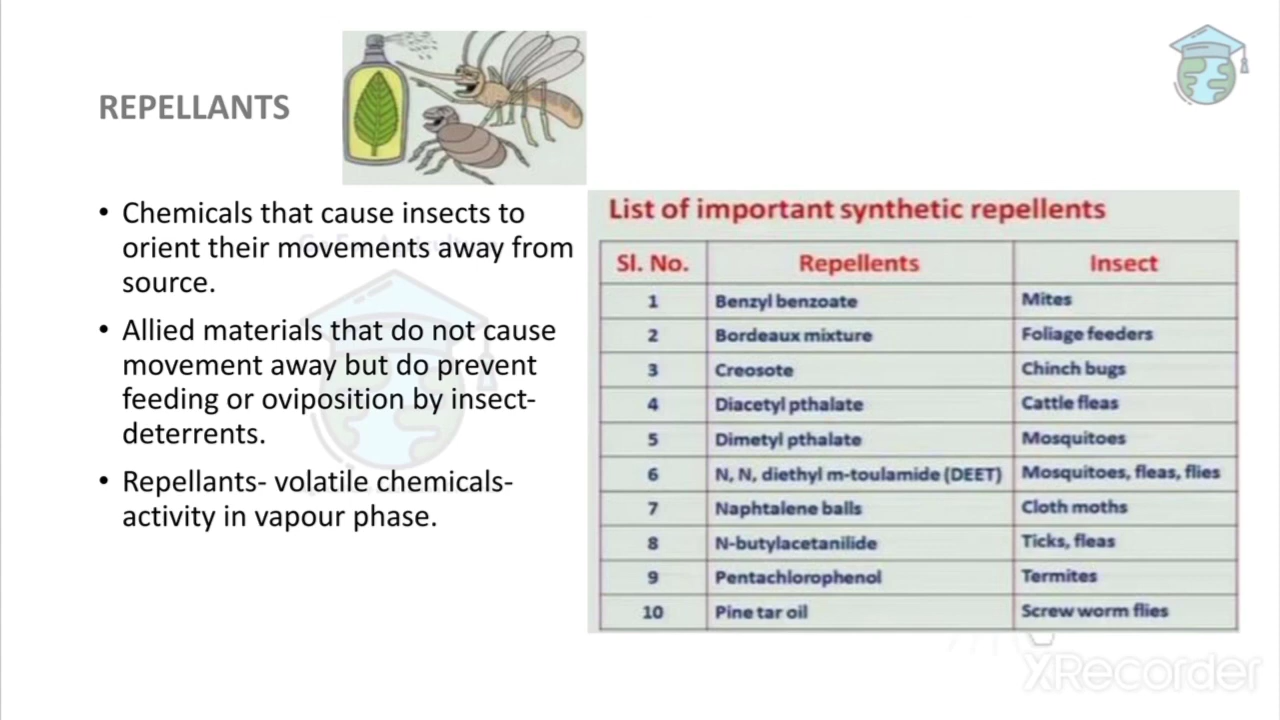 REPELLANTS
• Chemicals that cause insects to
orient their movements away from
source.
• Allied materials that do not cause
movement away but do prevent
feeding or oviposition by insect-
deterrents.
• Repellants- volatile chemicals-
activity in vapour phase.
List of important synthetic repellents
Sl. No. Repellents Insect
1 Benzyl benzoate Mites
2 Bordeaux mixture Foliage feeders
3 Creosote Chinch bugs
4 Diacetyl pthalate Cattle fleas
5 Dimetyl pthalate Mosquitoes
6 N, N, diethyl m-toulamide (DEET) Mosquitoes, fleas, flies
7 Naphtalene balls Cloth moths
8 N-butylacetanilide Ticks, fleas
9 Pentachlorophenol Termites
10 Pine tar oil Screw worm flies
XRecorder